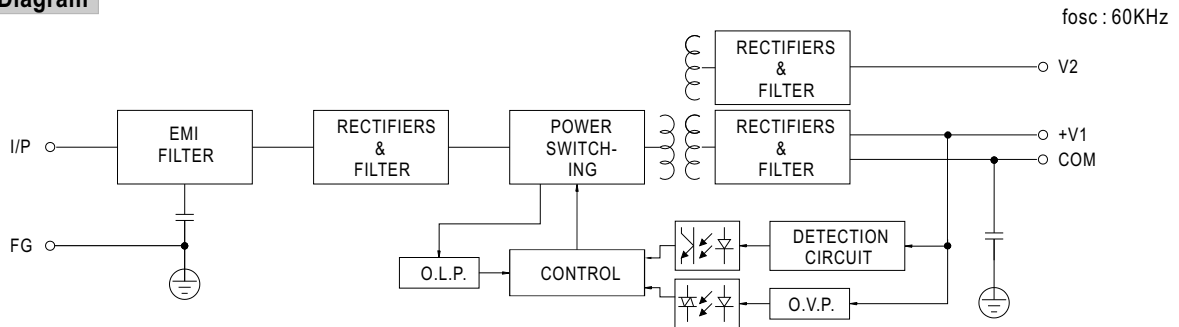 Diagram
fosc : 60KHz
RECTIFIERS
&
FILTER
V2
I/P
EMI
FILTER
RECTIFIERS
&
FILTER
POWER
SWITCH-
ING
RECTIFIERS
&
FILTER
+V1
COM
FG
O.L.P.
CONTROL
DETECTION
CIRCUIT
O.V.P.